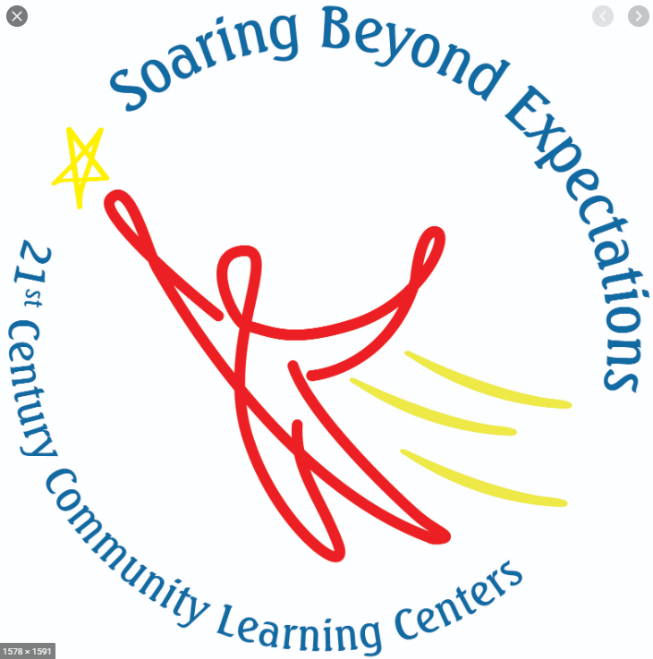 Soaring Beyond Expectations
21st Century Community Learning Centers
1578 × 1591